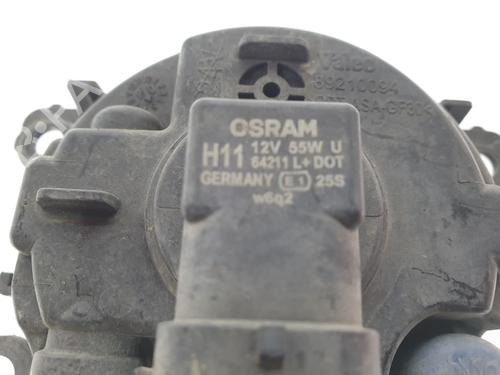 Valeo
89210094
OSRAM
H11 12V 55W U
64211 L+ DOT
GERMANY E1 25S
w6q2